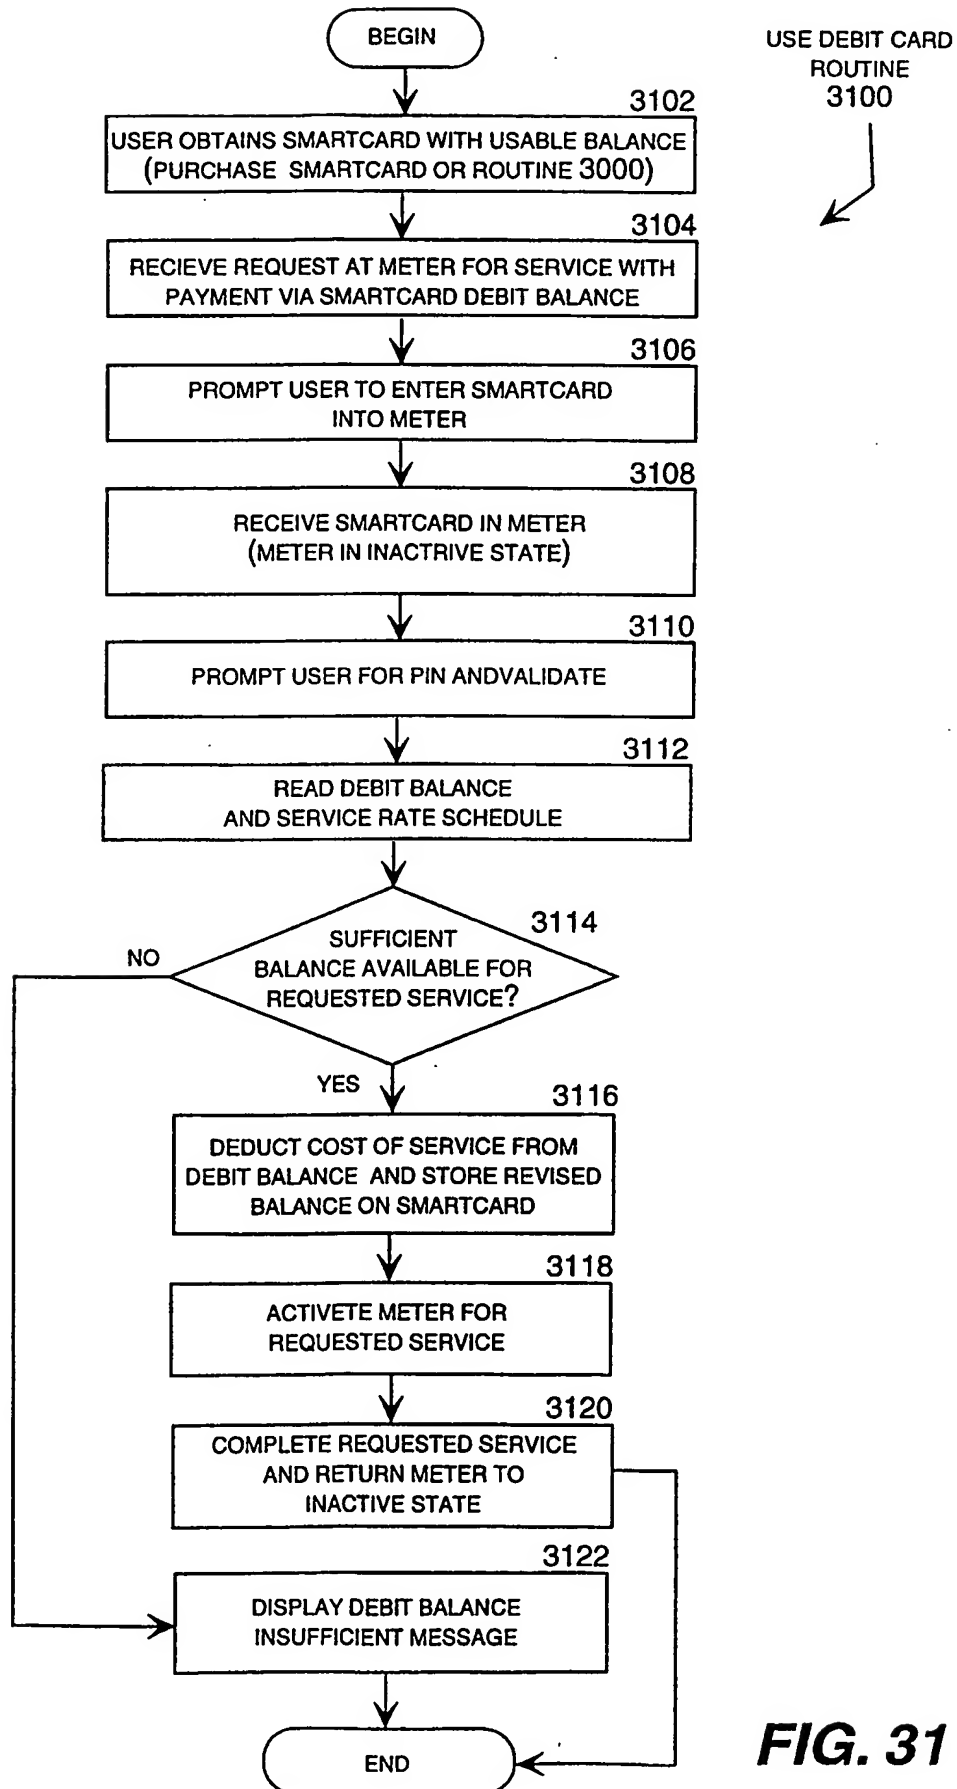 BEGIN
USE DEBIT CARD
ROUTINE
3100
3102
USER OBTAINS SMARTCARD WITH USABLE BALANCE
(PURCHASE SMARTCARD OR ROUTINE 3000)
3104
RECIEVE REQUEST AT METER FOR SERVICE WITH
PAYMENT VIA SMARTCARD DEBIT BALANCE
3106
PROMPT USER TO ENTER SMARTCARD
INTO METER
3108
RECEIVE SMARTCARD IN METER
(METER IN INACTRIVE STATE)
3110
PROMPT USER FOR PIN ANDVALIDATE
3112
READ DEBIT BALANCE
AND SERVICE RATE SCHEDULE
3114
SUFFICIENT
BALANCE AVAILABLE FOR
REQUESTED SERVICE?
NO
YES
3116
DEDUCT COST OF SERVICE FROM
DEBIT BALANCE AND STORE REVISED
BALANCE ON SMARTCARD
3118
ACTIVETE METER FOR
REQUESTED SERVICE
3120
COMPLETE REQUESTED SERVICE
AND RETURN METER TO
INACTIVE STATE
3122
DISPLAY DEBIT BALANCE
INSUFFICIENT MESSAGE
END
FIG. 31